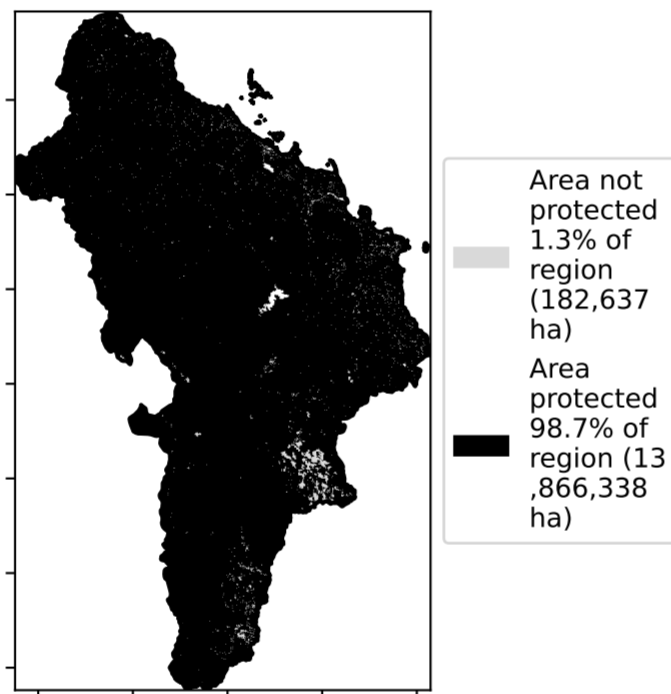 Area not
protected
1.3% of
region
(182,637
ha)
Area
protected
98.7% of
region (13
,866,338
ha)